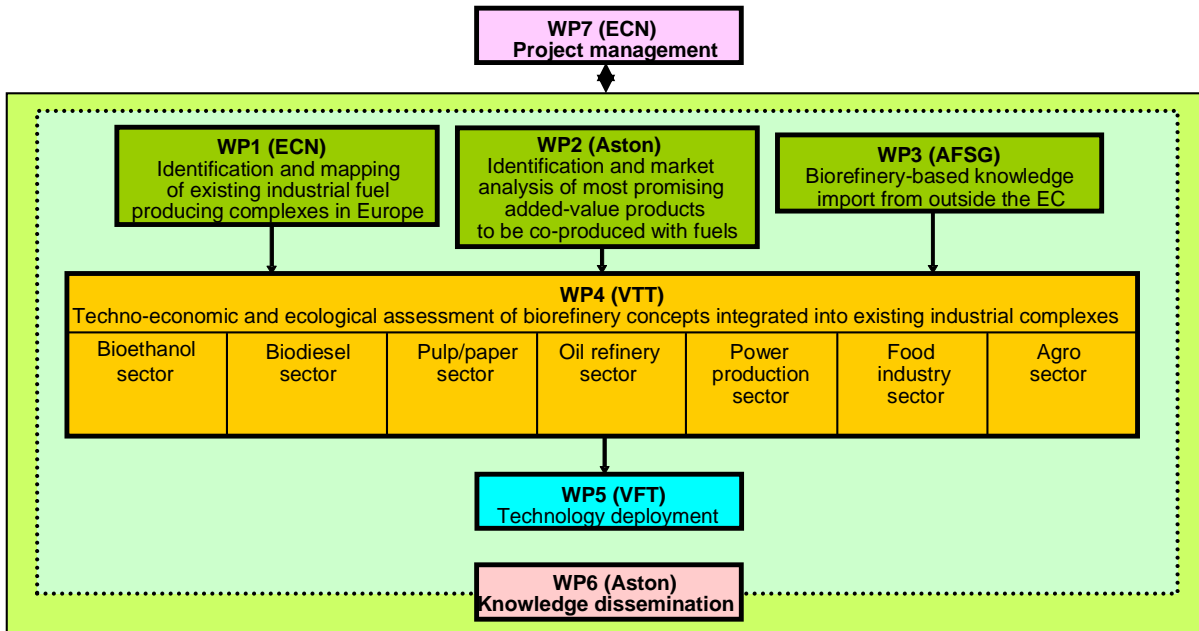 WP7 (ECN)
Project management
WP1 (ECN)
Identification and mapping
of existing industrial fuel
producing complexes in Europe
WP2 (Aston)
Identification and market
analysis of most promising
added-value products
to be co-produced with fuels
WP3 (AFSG)
Biorefinery-based knowledge
import from outside the EC
WP4 (VTT)
Techno-economic and ecological assessment of biorefinery concepts integrated into existing industrial complexes
Bioethanol
sector
Biodiesel
sector
Pulp/paper
sector
Oil refinery
sector
Power
production
sector
Food
industry
sector
Agro
sector
WP5 (VFT)
Technology deployment
WP6 (Aston)
Knowledge dissemination